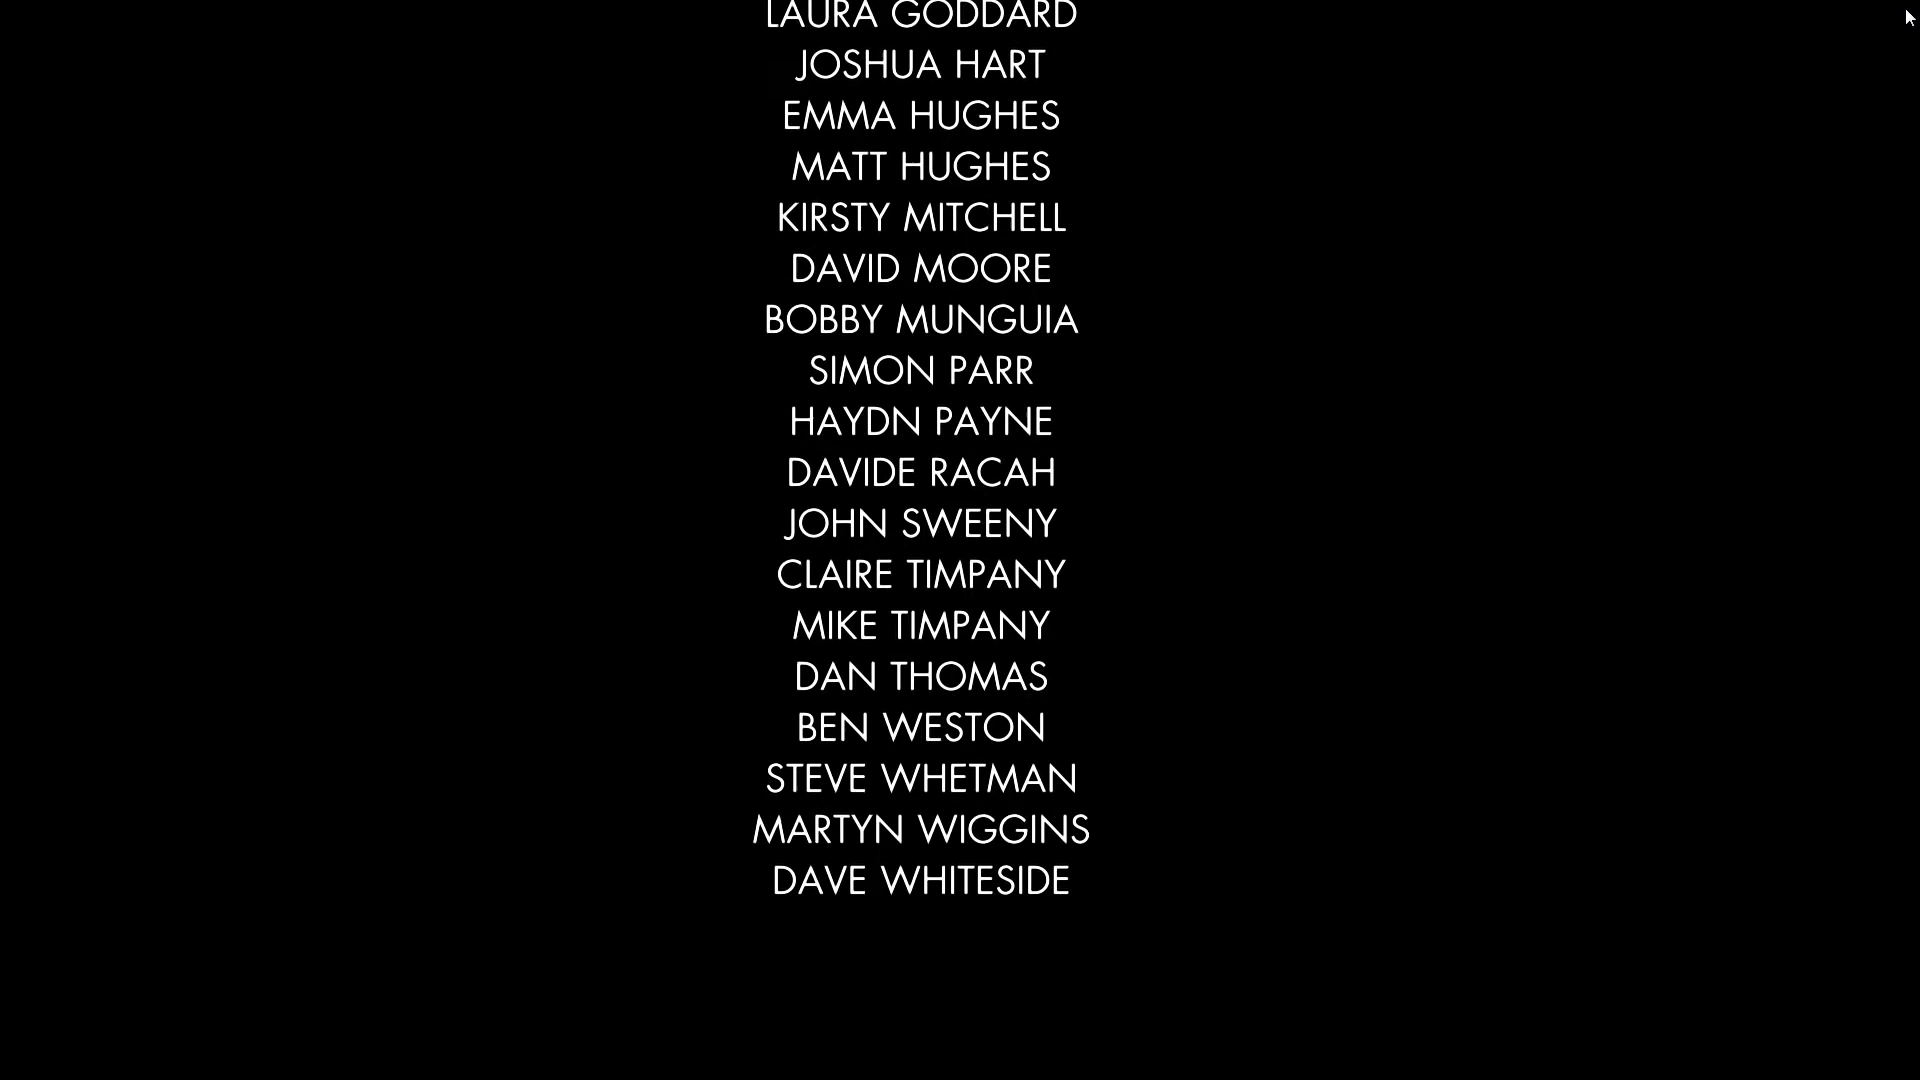 LAURA GODDARD
JOSHUA HART
EMMA HUGHES
MATT HUGHES
KIRSTY MITCHELL
DAVID MOORE
BOBBY MUNGUIA
SIMON PARR
HAYDN PAYNE
DAVIDE RACAH
JOHN SWEENY
CLAIRE TIMPANY
MIKE TIMPANY
DAN THOMAS
BEN WESTON
STEVE WHETMAN
MARTYN WIGGINS
DAVE WHITESIDE